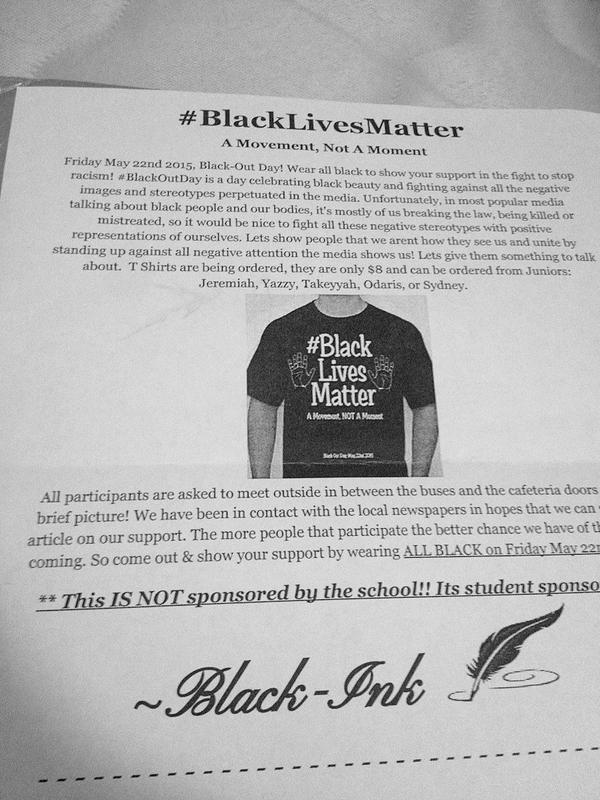 #BlackLivesMatter
A Movement, Not A Moment
Friday May 22nd 2015, Black-Out Day! Wear all black to show your support in the fight to stop
racism! #BlackOutDay is a day celebrating black beauty and fighting against all the negative
images and stereotypes perpetuated in the media. Unfortunately, in most popular media
talking about black people and our bodies, it's mostly of us breaking the law, being killed or
mistreated, so it would be nice to fight all these negative stereotypes with positive
representations of ourselves. Lets show people that we arent how they see us and unite by
standing up against all negative attention the media shows us! Lets give them something to talk
about. T Shirts are being ordered, they are only $8 and can be ordered from Juniors:
Jeremiah, Yazzy, Takeyyah, Odaris, or Sydney.
#Black
Lives
Matter
A Movement, NOT A Moment
Black Out Day May 22nd 2015
All participants are asked to meet outside in between the buses and the cafeteria doors
brief picture! We have been in contact with the local newspapers in hopes that we can
article on our support. The more people that participate the better chance we have of
coming. So come out & show your support by wearing ALL BLACK on Friday May
** This IS NOT sponsored by the school!! Its student
~Black-Ink